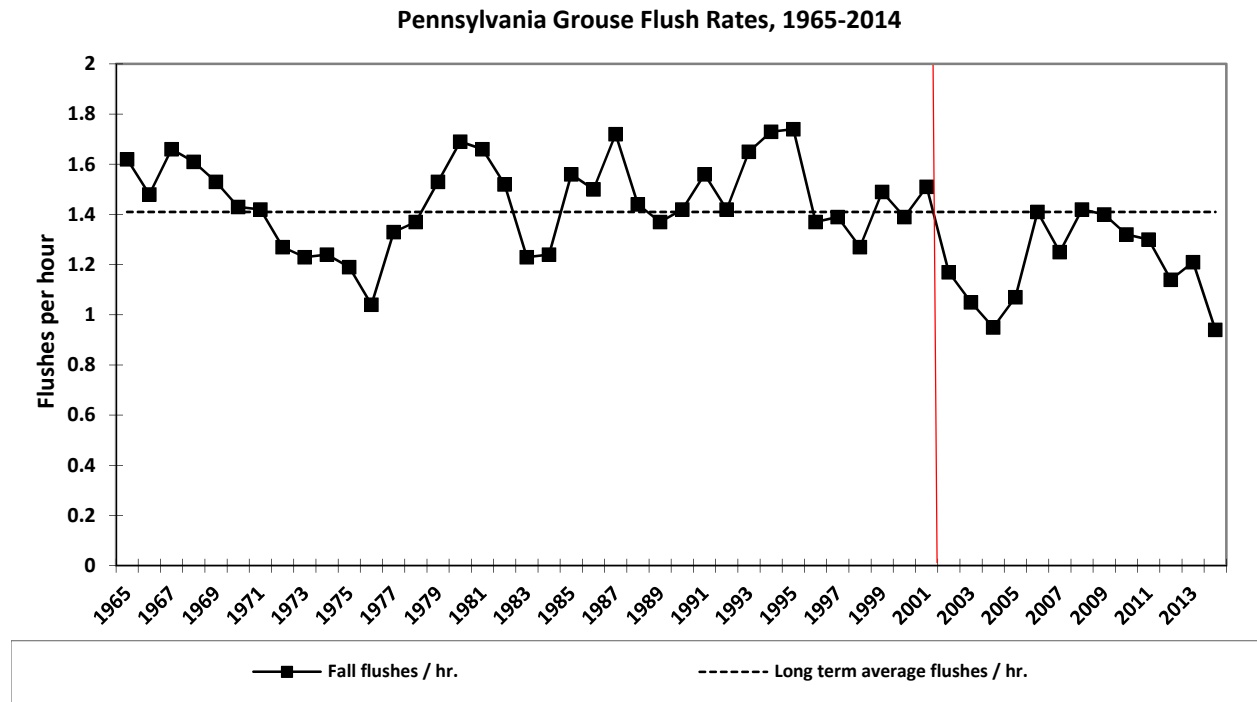 Pennsylvania Grouse Flush Rates, 1965-2014
2
1.8
1.6
1.4
1.2
1
0.8
0.6
0.4
0.2
0
Flushes per hour
1965 1967 1969 1971 1973 1975 1977 1979 1981 1983 1985 1987 1989 1991 1993 1995 1997 1999 2001 2003 2005 2007 2009 2011 2013
Fall flushes / hr. Long term average flushes / hr.